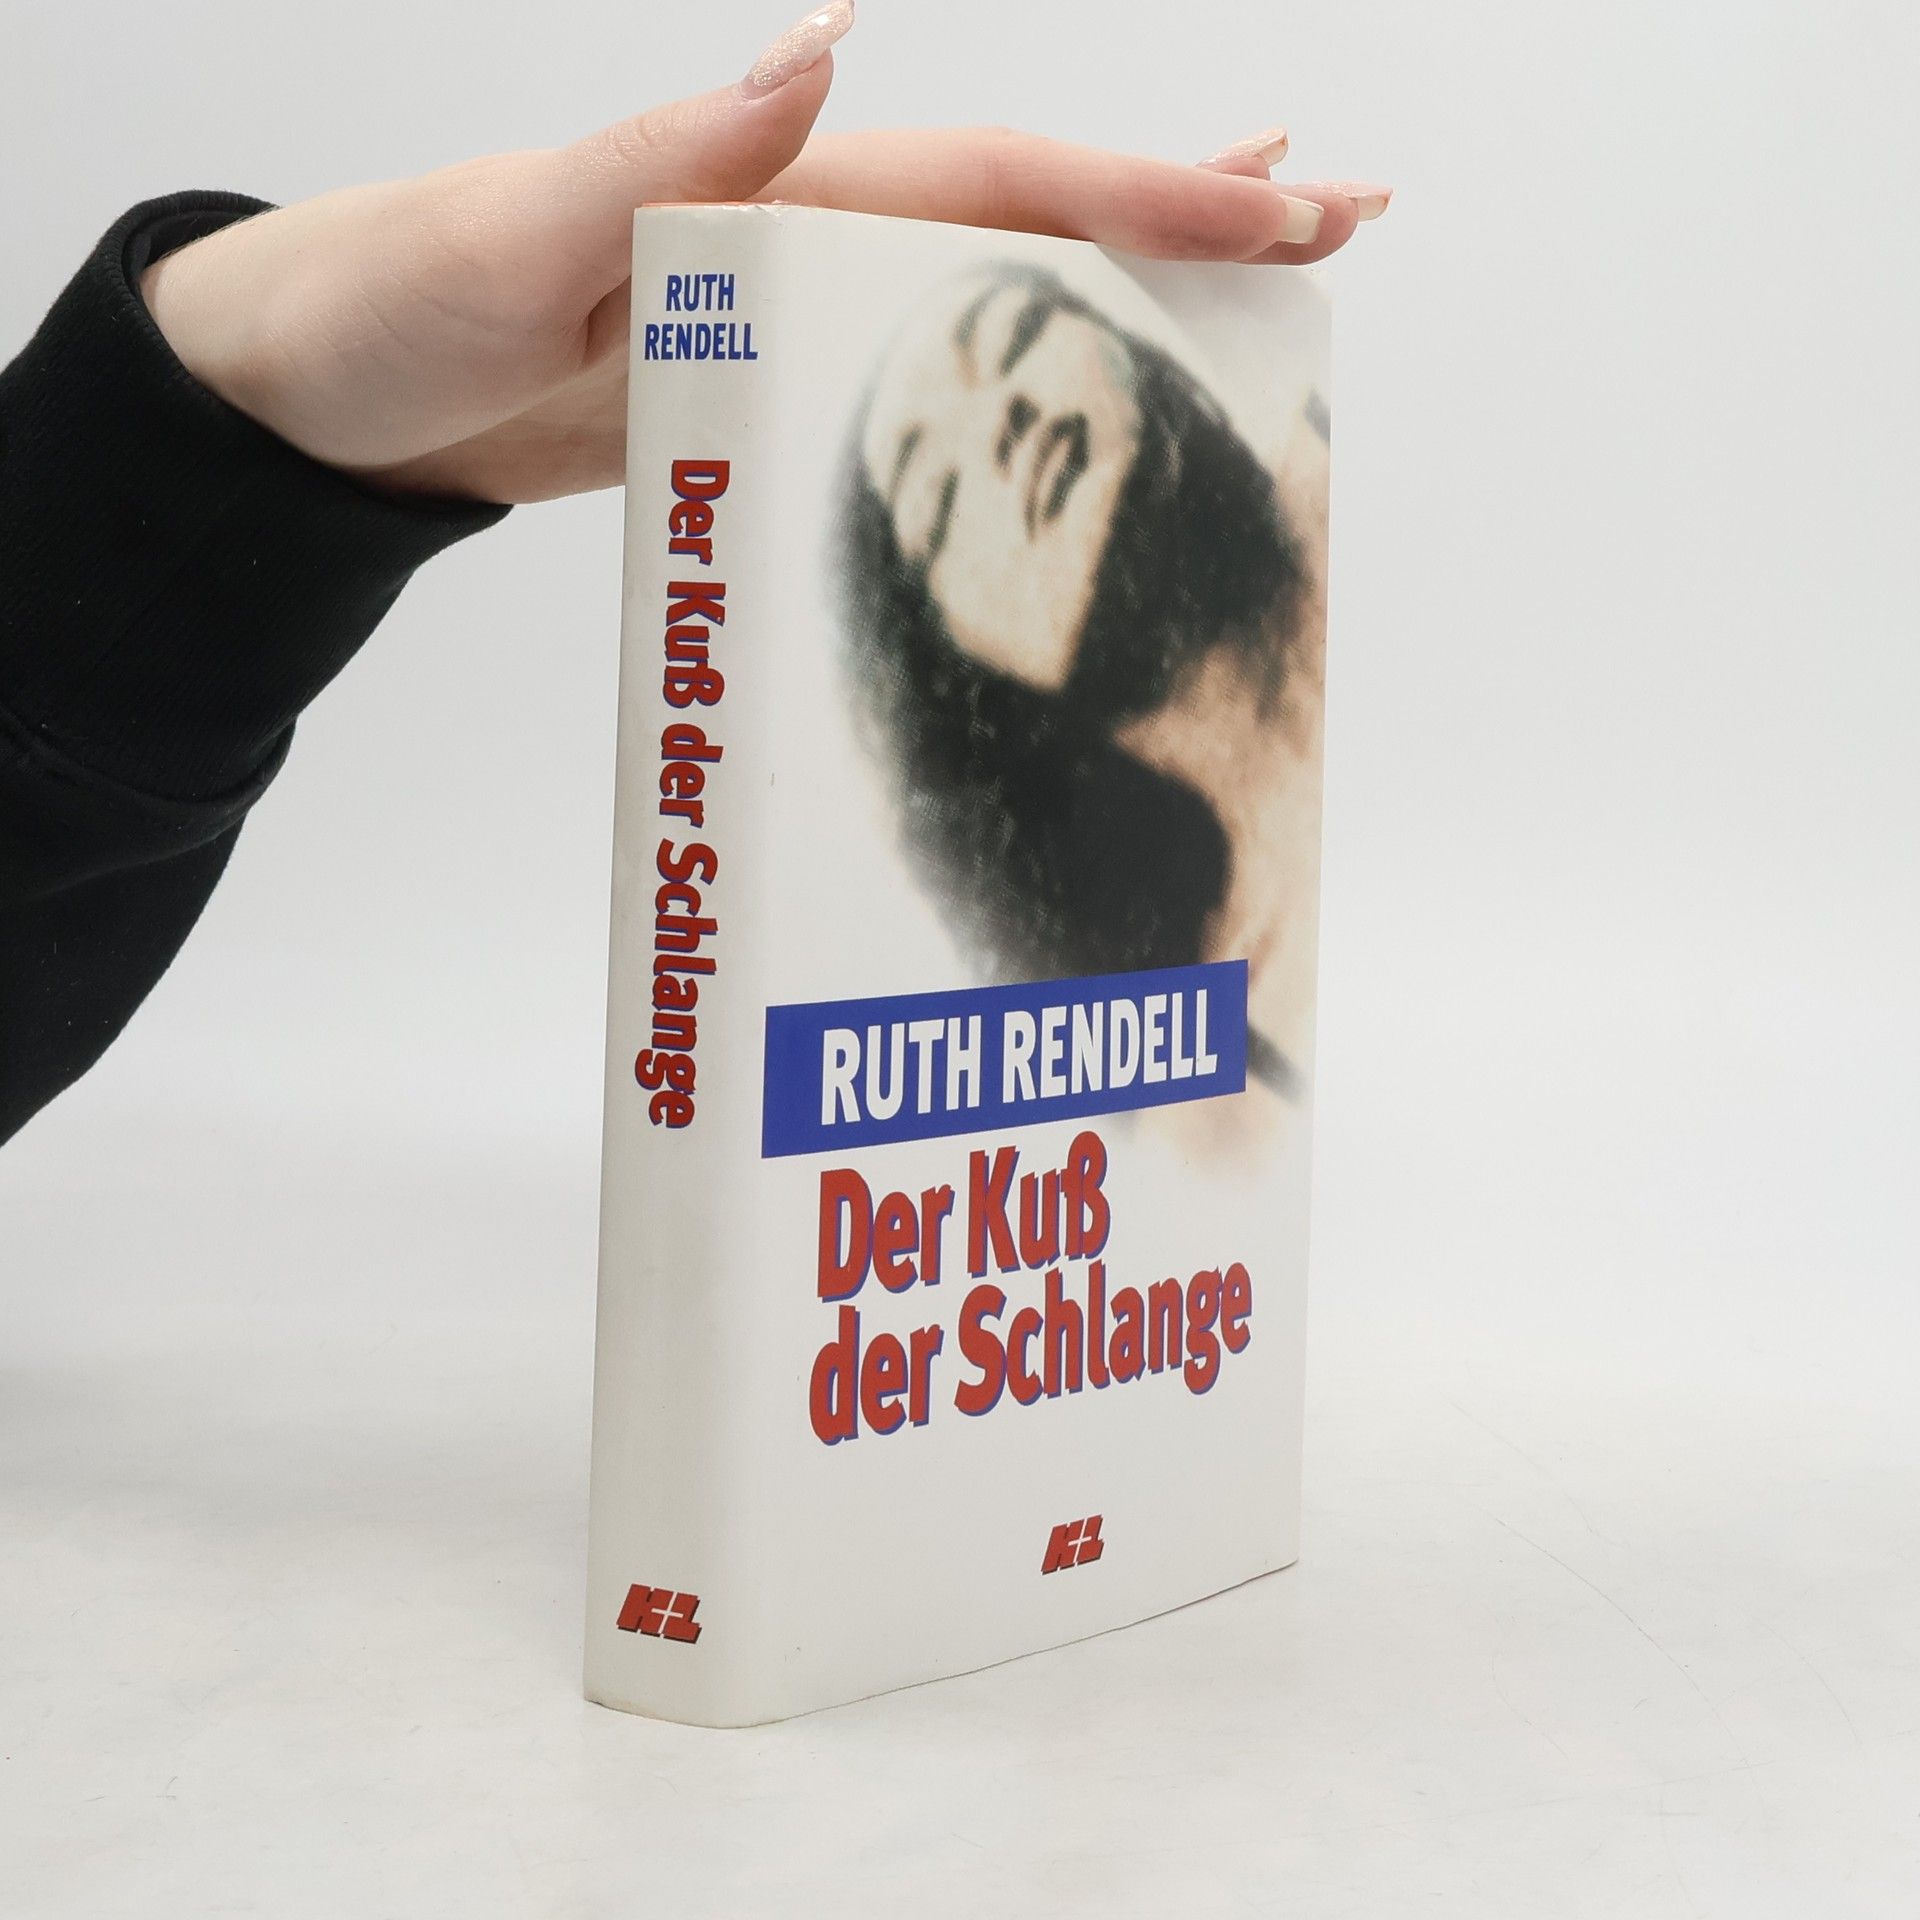 RUTH
RENDELL
Der Kuß der Schlange
K+L
RUTH RENDELL
Der Kuß
der Schlange
K+L